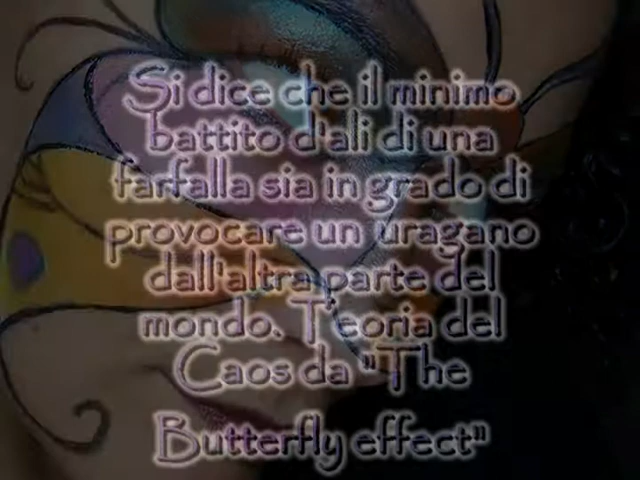 Si dice che il minimo
battito d'ali di una
farfalla sia in grado di
provocare un uragano
dall'altra parte del
mondo. Teoria del
Caos da "The
Butterfly effect"